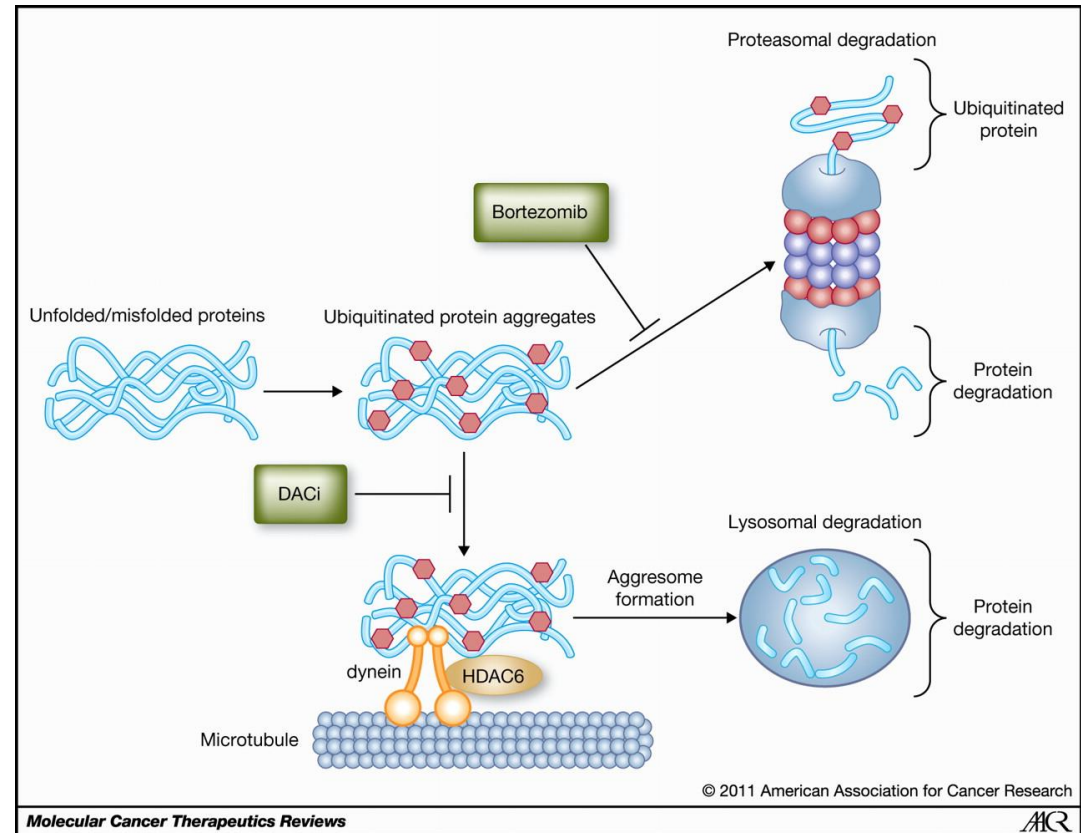 Proteasomal degradation
Ubiquitinated
protein
Bortezomib
Unfolded/misfolded proteins
Ubiquitinated protein aggregates
Protein
degradation
DACi
Lysosomal degradation
Aggresome
formation
Protein
degradation
dynein
HDAC6
Microtubule
© 2011 American Association for Cancer Research
Molecular Cancer Therapeutics Reviews
AACR